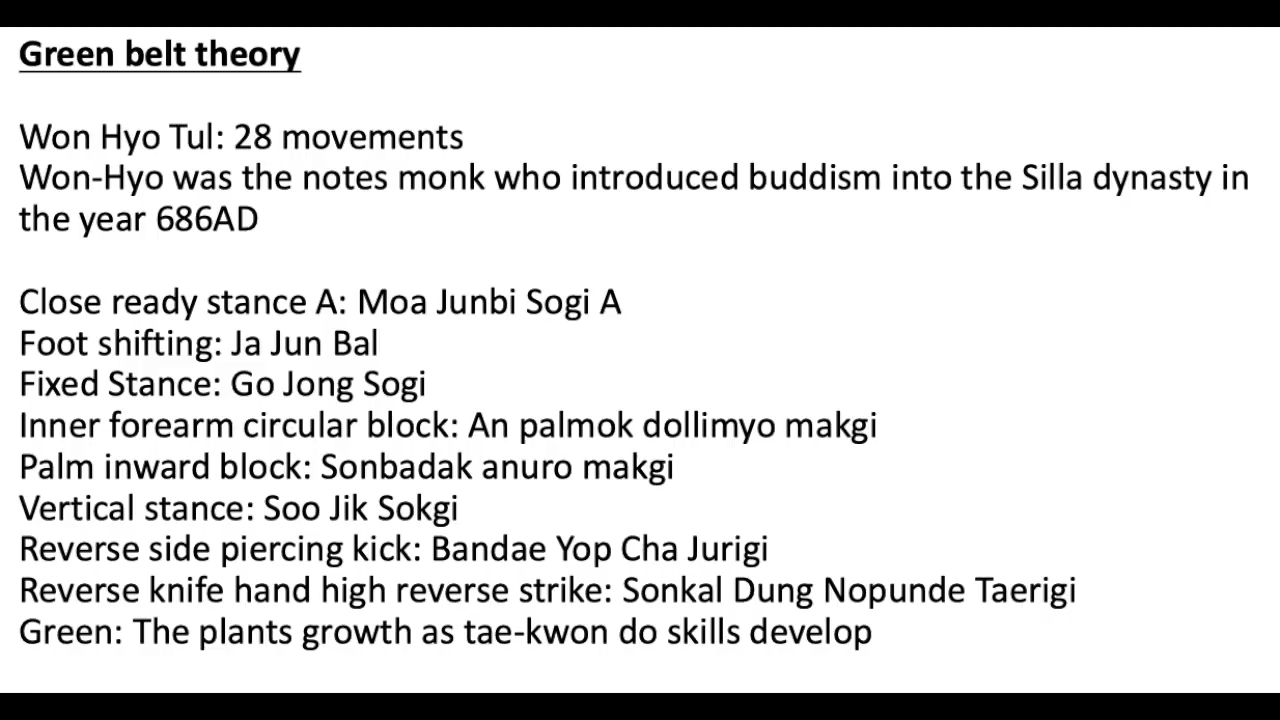 Green belt theory
Won Hyo Tul: 28 movements
Won-Hyo was the notes monk who introduced buddism into the Silla dynasty in
the year 686AD
Close ready stance A: Moa Junbi Sogi A
Foot shifting: Ja Jun Bal
Fixed Stance: Go Jong Sogi
Inner forearm circular block: An palmok dollimyo makgi
Palm inward block: Sonbadak anuro makgi
Vertical stance: Soo Jik Sokgi
Reverse side piercing kick: Bandae Yop Cha Jurigi
Reverse knife hand high reverse strike: Sonkal Dung Nopunde Taerigi
Green: The plants growth as tae-kwon do skills develop